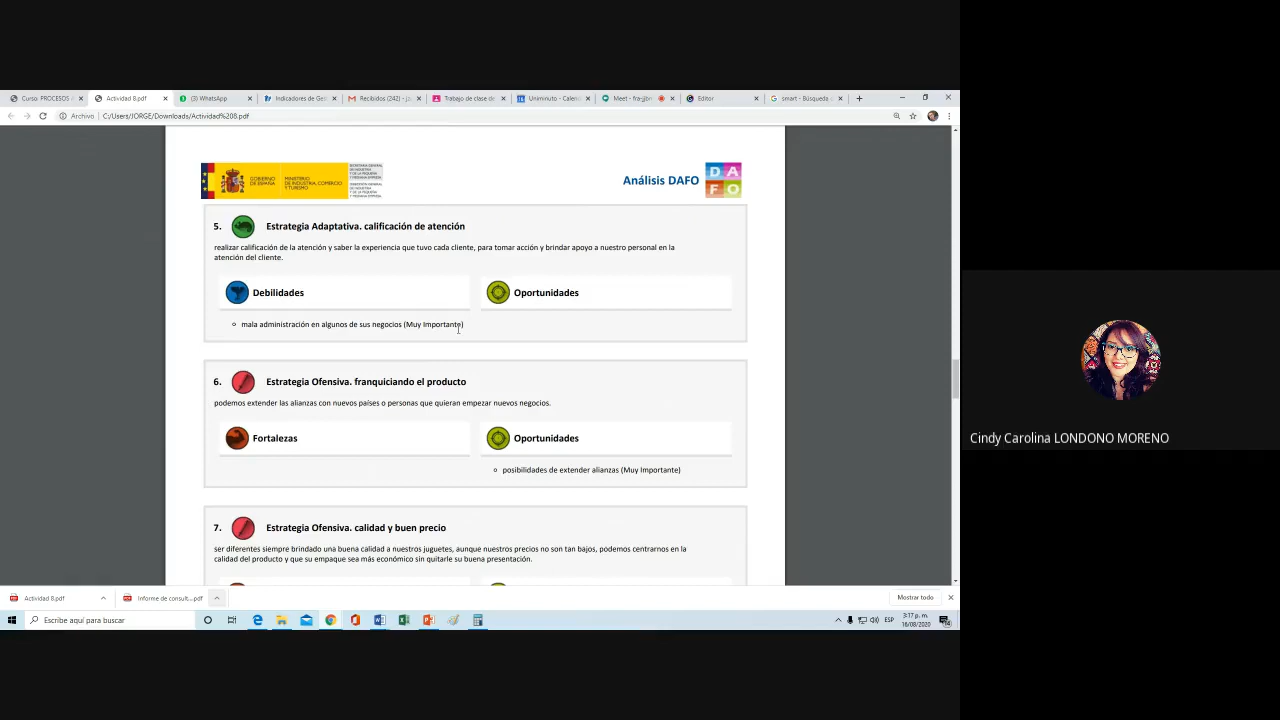 Curso: PROCESOS
Actividad 8.pdf
(3) WhatsApp
Indicadores de Ges
Recibidos (242) - j
Trabajo de clase de
Uniminuto - Calen
Meet - fra-jjbn
Editor
smart - Búsqueda
Archivo
C:/Users/JORGE/Downloads/Actividad%208.pdf
GOBIERNO DE ESPAÑA
MINISTERIO DE INDUSTRIA, COMERCIO Y TURISMO
Análisis DAFO
D A
F O
5. Estrategia Adaptativa. calificación de atención
realizar calificación de la atención y saber la experiencia que tuvo cada cliente, para tomar acción y brindar apoyo a nuestro personal en la
atención del cliente.
Debilidades
Oportunidades
mala administración en algunos de sus negocios (Muy Importante)
6. Estrategia Ofensiva. franquiciando el producto
podemos extender las alianzas con nuevos países o personas que quieran empezar nuevos negocios.
Fortalezas
Oportunidades
posibilidades de extender alianzas (Muy Importante)
7. Estrategia Ofensiva. calidad y buen precio
ser diferentes siempre brindado una buena calidad a nuestros juguetes, aunque nuestros precios no son tan bajos, podemos centrarnos en la
calidad del producto y que su empaque sea más económico sin quitarle su buena presentación.
Cindy Carolina LONDONO MORENO
Actividad 8.pdf
Informe de consult....pdf
Mostrar todo
Escribe aquí para buscar
ESP
3:17 p. m.
16/08/2020